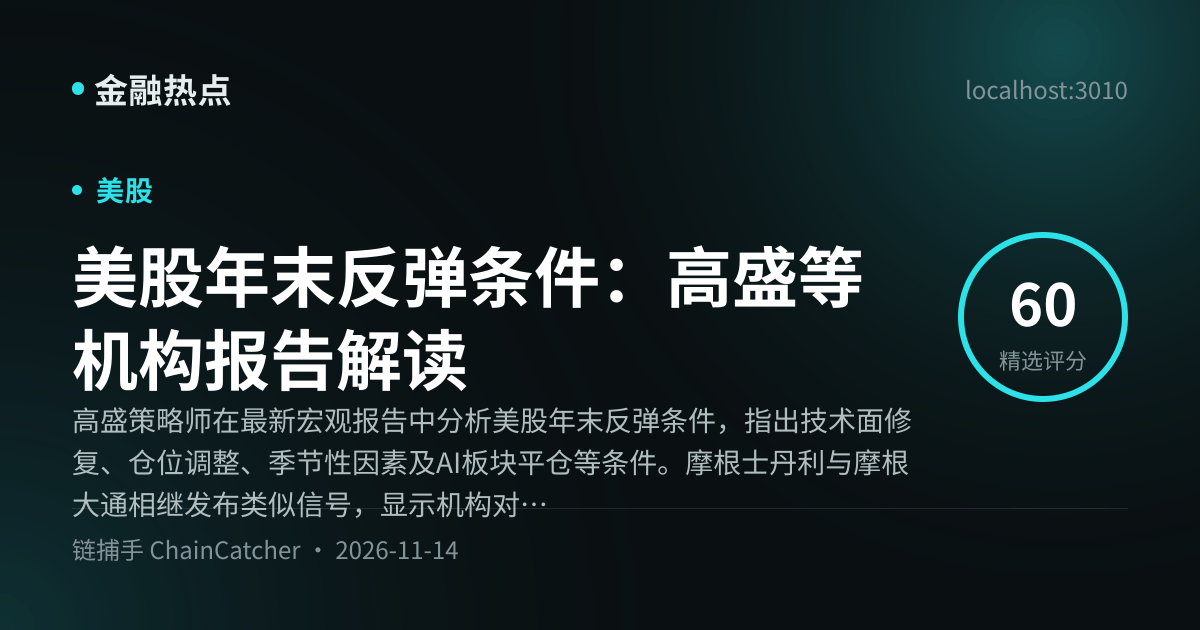 金融热点
localhost:3010
美股
美股年末反弹条件：高盛等
机构报告解读
60
精选评分
高盛策略师在最新宏观报告中分析美股年末反弹条件，指出技术面修
复、仓位调整、季节性因素及AI板块平仓等条件。摩根士丹利与摩根
大通相继发布类似信号，显示机构对…
链捕手 ChainCatcher · 2026-11-14